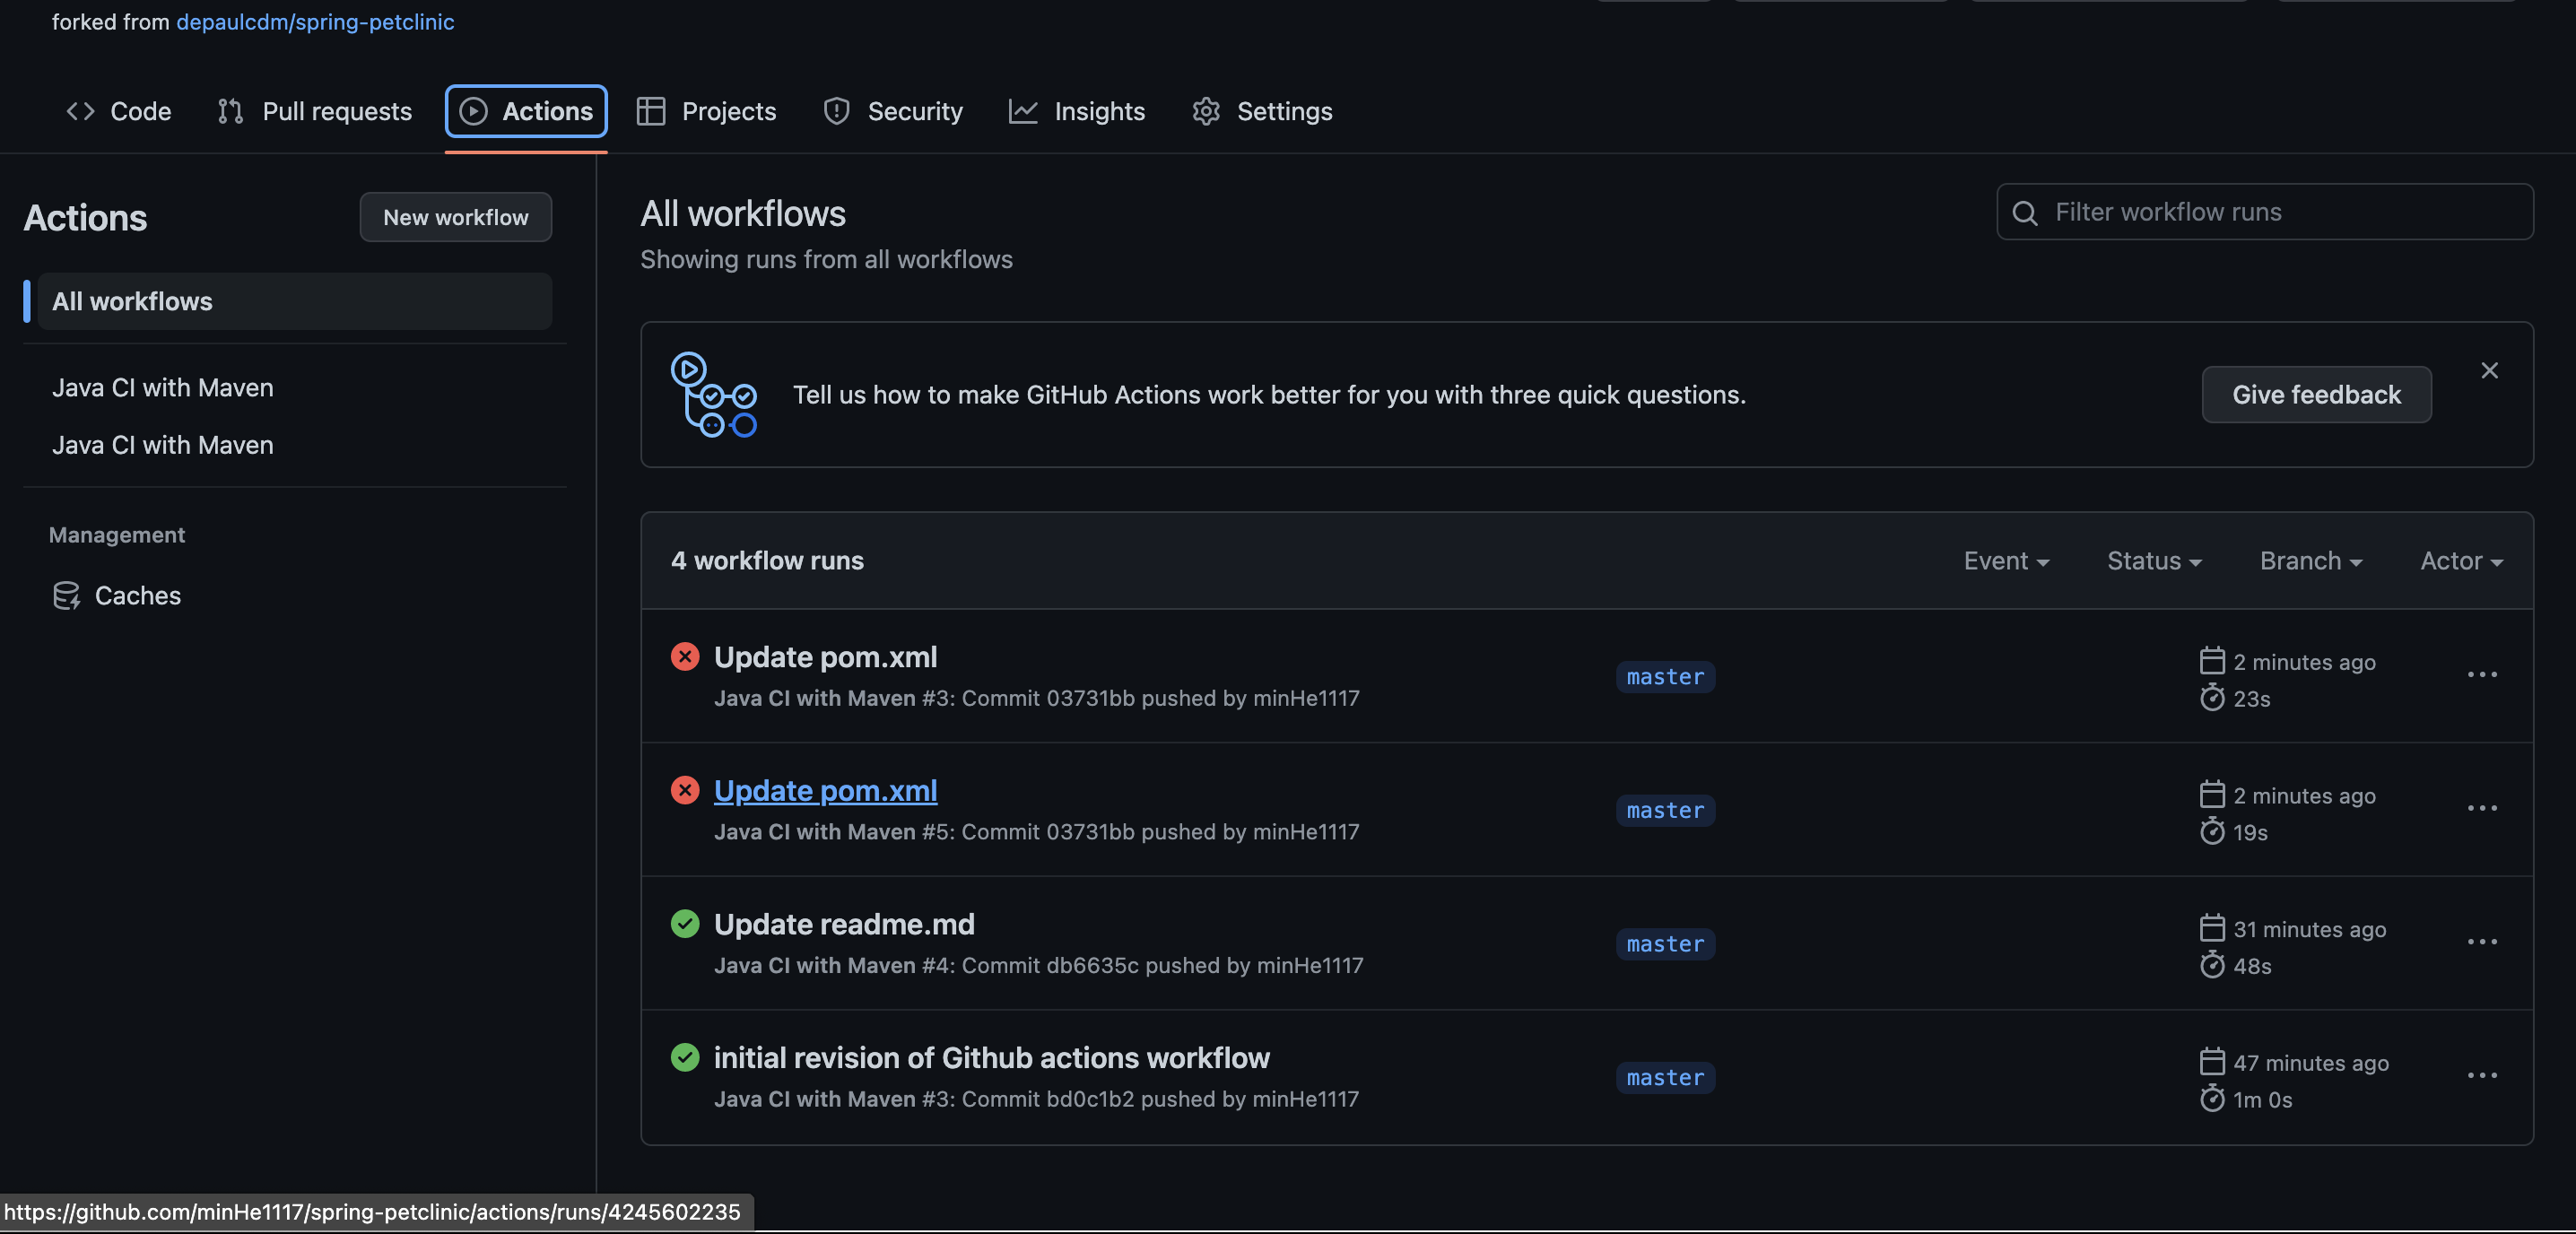 forked from depaulcdm/spring-petclinic
Code Pull requests Actions Projects Security Insights Settings
Actions
New workflow
All workflows
Java CI with Maven
Java CI with Maven
Management
Caches
All workflows
Showing runs from all workflows
Filter workflow runs
Tell us how to make GitHub Actions work better for you with three quick questions.
Give feedback
4 workflow runs
Event Status Branch Actor
Update pom.xml
Java CI with Maven #3: Commit 03731bb pushed by minHe1117
master
2 minutes ago
23s
Update pom.xml
Java CI with Maven #5: Commit 03731bb pushed by minHe1117
master
2 minutes ago
19s
Update readme.md
Java CI with Maven #4: Commit db6635c pushed by minHe1117
master
31 minutes ago
48s
initial revision of Github actions workflow
Java CI with Maven #3: Commit bd0c1b2 pushed by minHe1117
master
47 minutes ago
1m 0s
https://github.com/minHe1117/spring-petclinic/actions/runs/4245602235